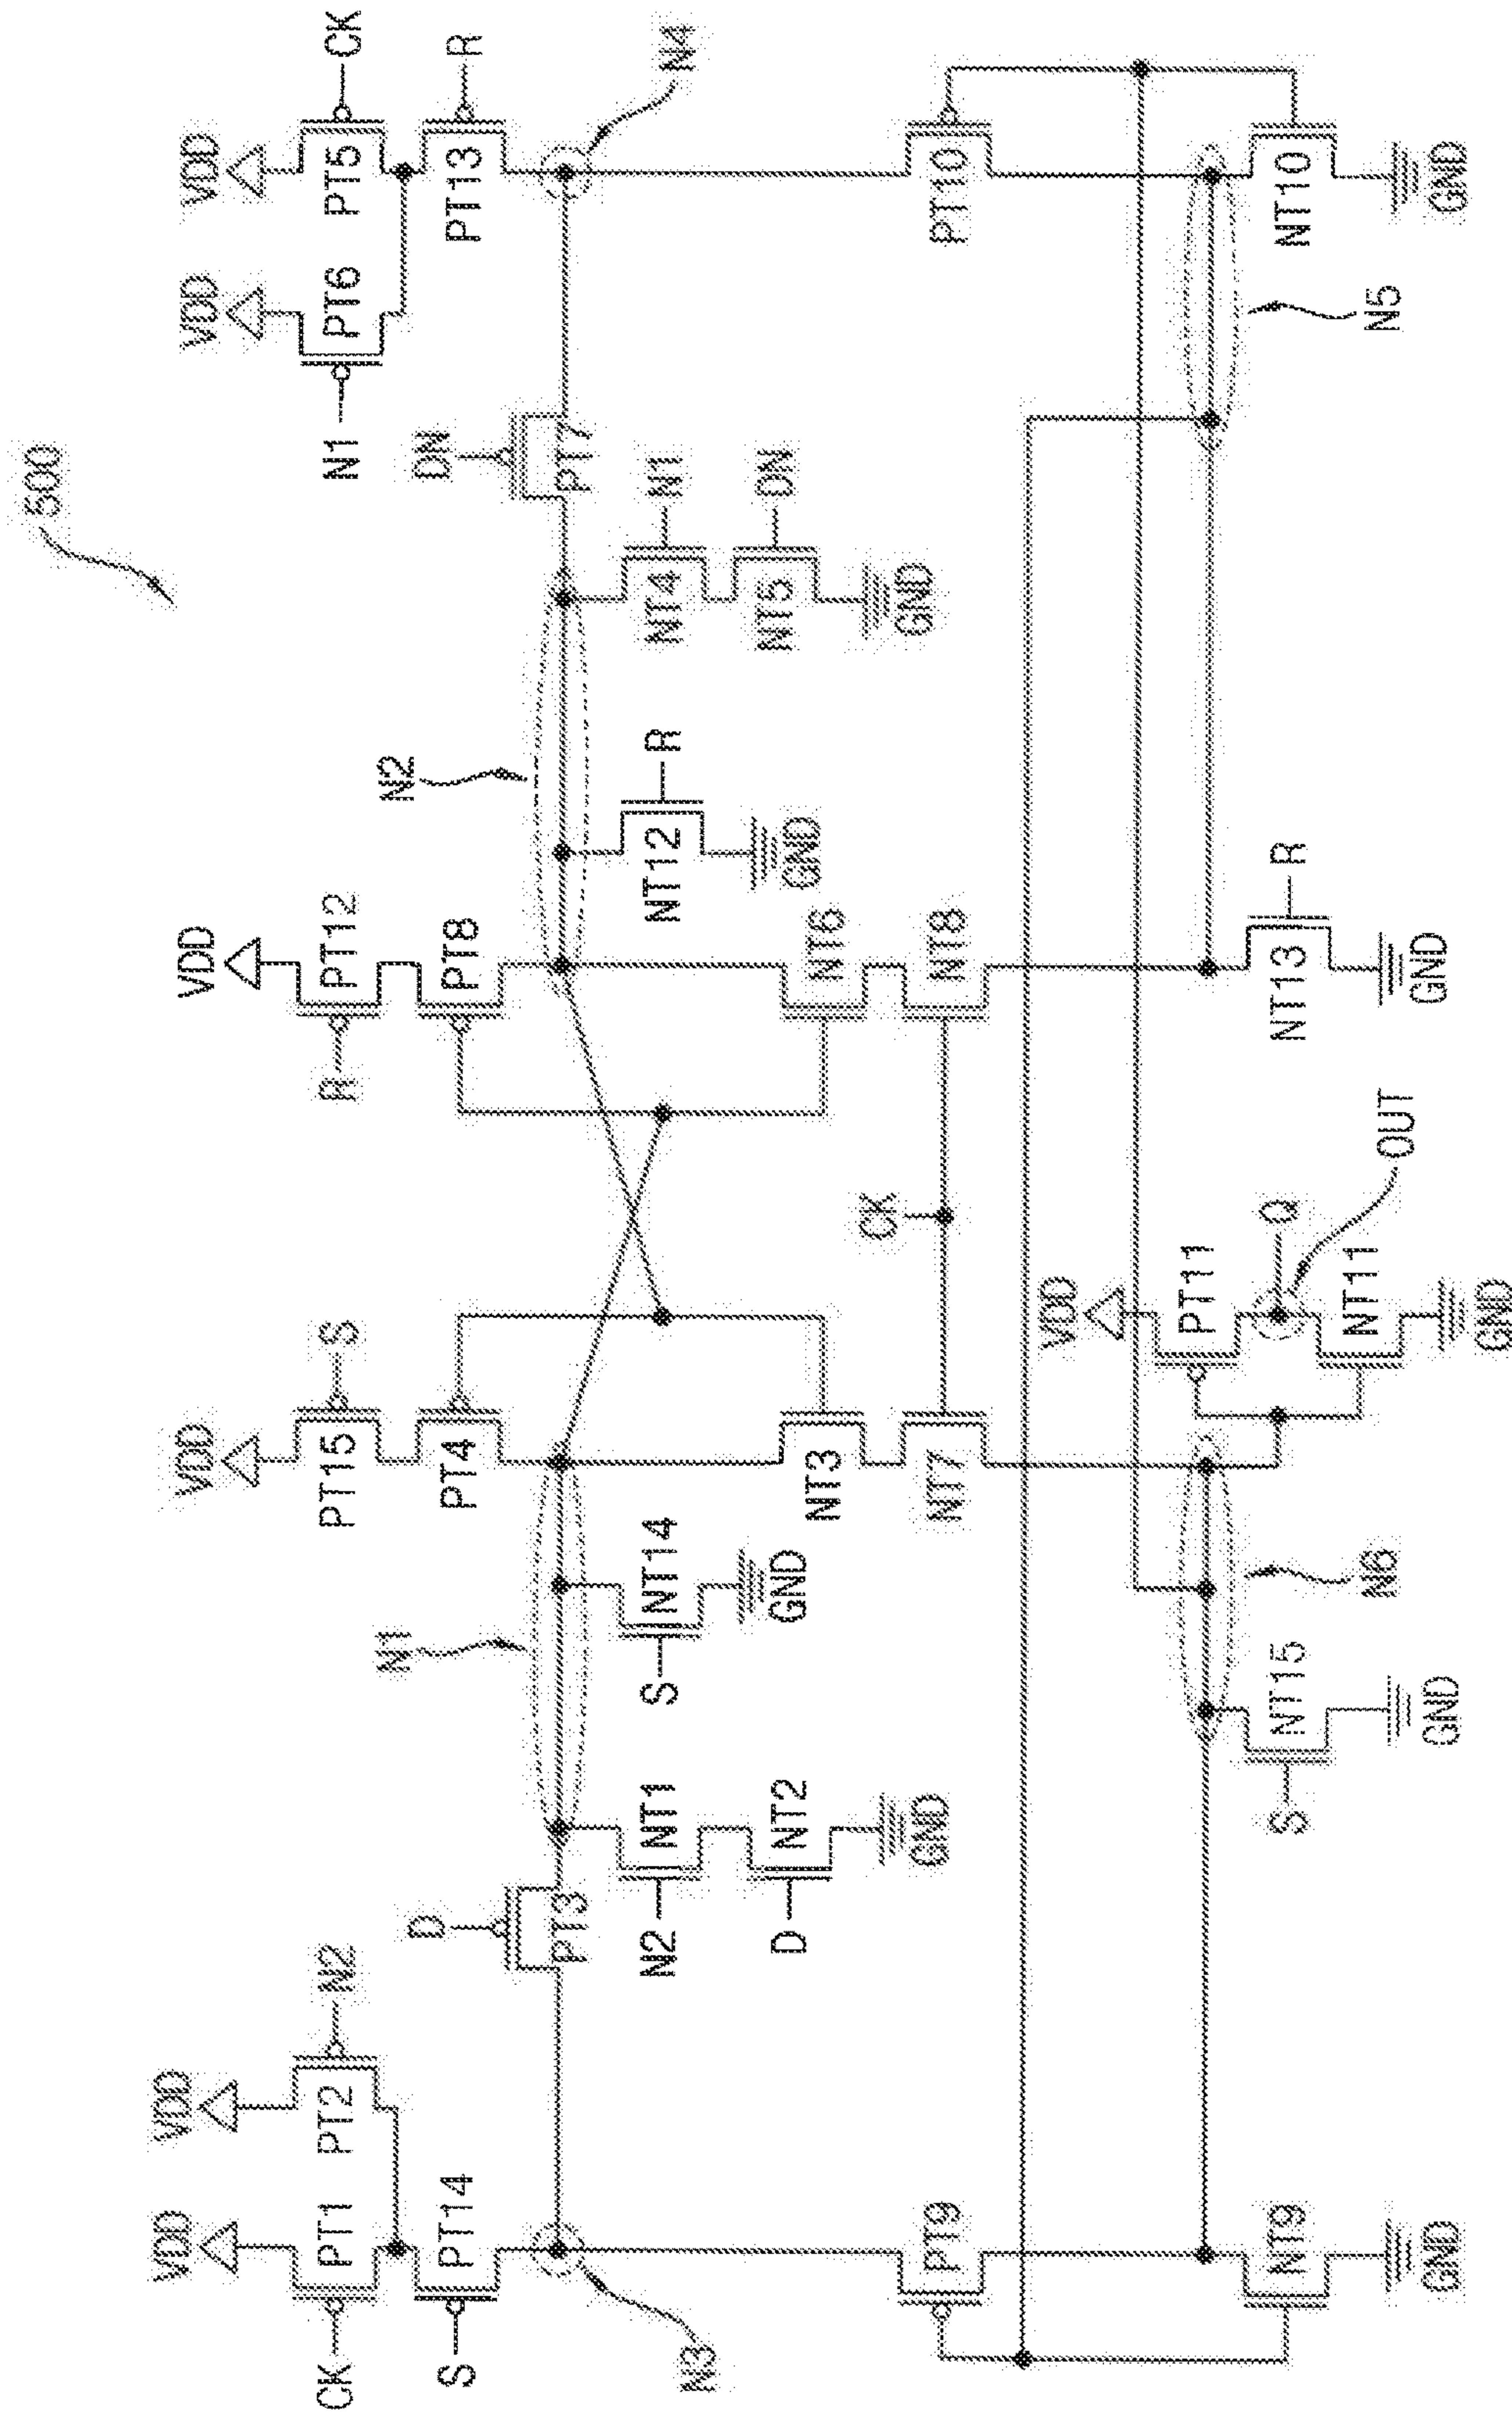 500
VDD
VDD
VDD
VDD
VDD
VDD
CK
PT1
PT2
N2
PT15
S
R
PT12
N1
PT6
PT5
CK
S
PT14
PT4
PT8
PT13
R
D
N1
N2
DN
PT3
PT7
N3
N4
N2
NT1
S
NT14
GND
NT12
R
GND
NT4
N1
D
NT2
GND
NT3
NT6
NT5
DN
GND
PT9
NT7
CK
NT8
PT10
VDD
PT11
N6
N5
S
NT15
GND
Q
OUT
NT11
GND
NT13
R
GND
NT9
GND
NT10
GND